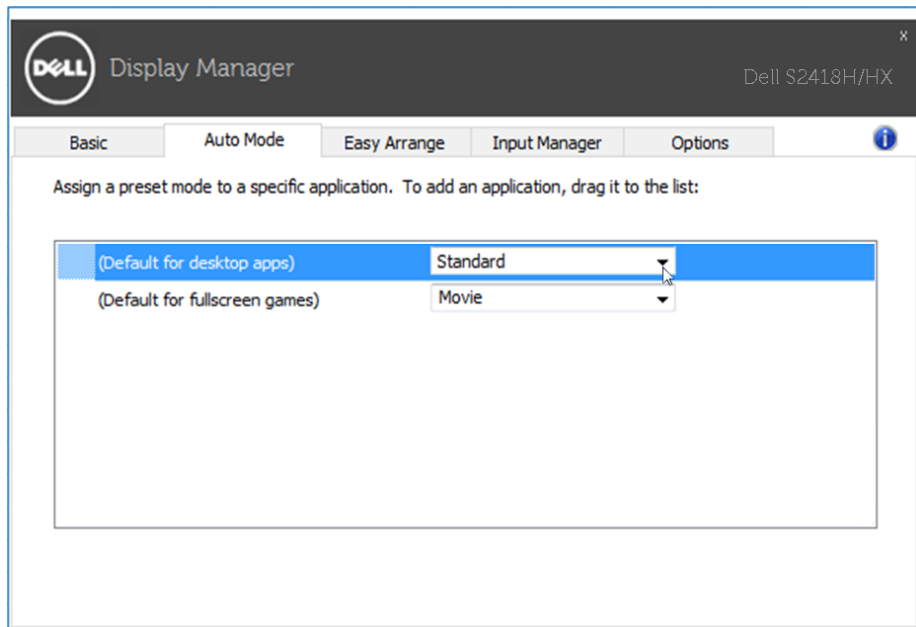 x
DELL Display Manager
Dell S2418H/HX
Basic Auto Mode Easy Arrange Input Manager Options i
Assign a preset mode to a specific application. To add an application, drag it to the list:
(Default for desktop apps) Standard
(Default for fullscreen games) Movie